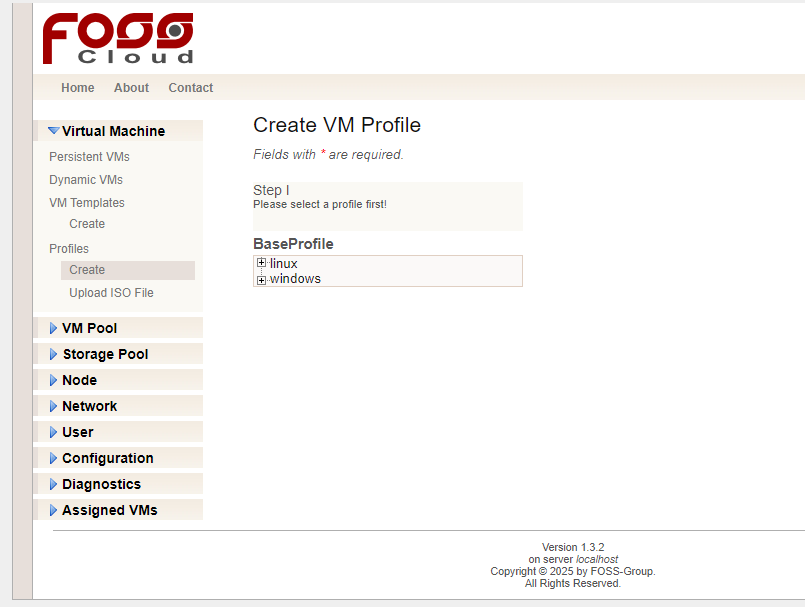 FOSS
Cloud
Home About Contact
Virtual Machine
Persistent VMs
Dynamic VMs
VM Templates
Create
Profiles
Create
Upload ISO File
VM Pool
Storage Pool
Node
Network
User
Configuration
Diagnostics
Assigned VMs
Create VM Profile
Fields with * are required.
Step I
Please select a profile first!
BaseProfile
linux
windows
Version 1.3.2
on server localhost
Copyright © 2025 by FOSS-Group.
All Rights Reserved.